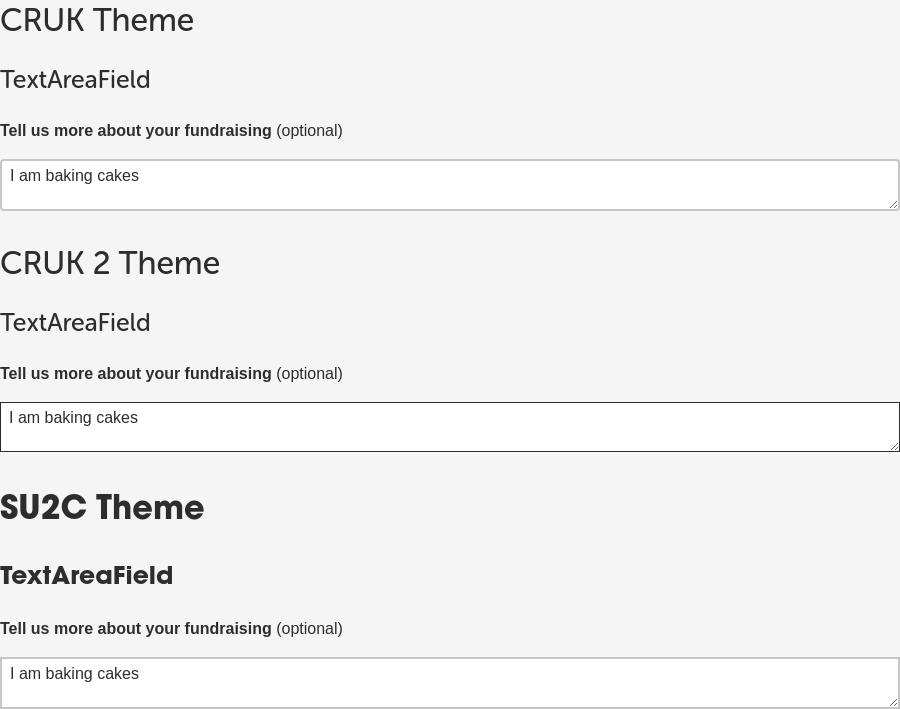 CRUK Theme
TextAreaField
Tell us more about your fundraising (optional)
I am baking cakes
CRUK 2 Theme
TextAreaField
Tell us more about your fundraising (optional)
I am baking cakes
SU2C Theme
TextAreaField
Tell us more about your fundraising (optional)
I am baking cakes